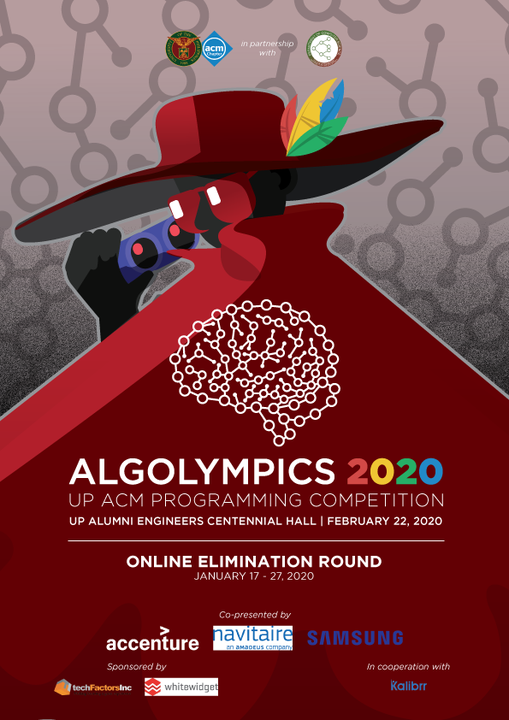 acm
Chapter
in partnership
with
ALGOLYMPICS 2020
UP ACM PROGRAMMING COMPETITION
UP ALUMNI ENGINEERS CENTENNIAL HALL | FEBRUARY 22, 2020
ONLINE ELIMINATION ROUND
JANUARY 17 - 27, 2020
Co-presented by
accenture
navitaire
an AMADEUS company
SAMSUNG
Sponsored by
In cooperation with
techFactorsInc
whitewidget
Kalibrr